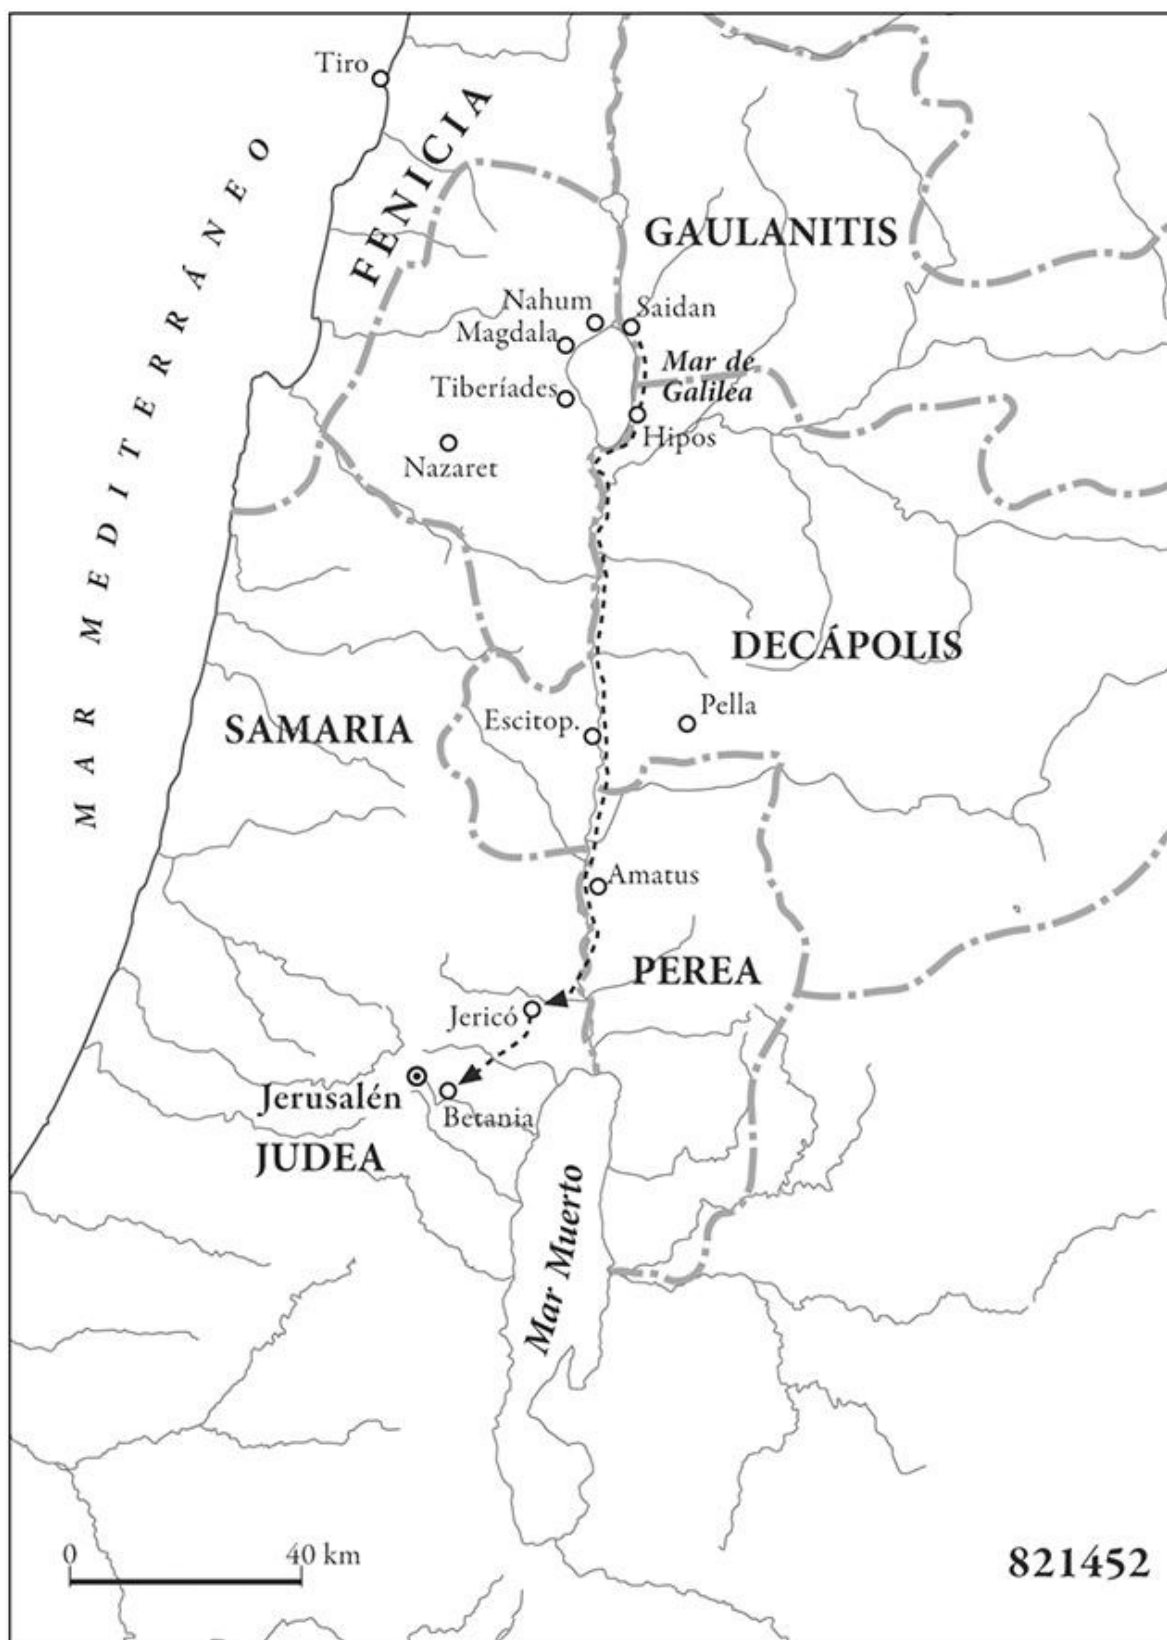 Tiro
FENICIA
MAR MEDITERRÁNEO
GAULANITIS
Nahum
Saidan
Magdala
Mar de
Galilea
Tiberíades
Hipos
Nazaret
DECÁPOLIS
SAMARIA
Escitop.
Pella
Amatus
PEREA
Jericó
Jerusalén
Betania
JUDEA
Mar Muerto
0
40 km
821452